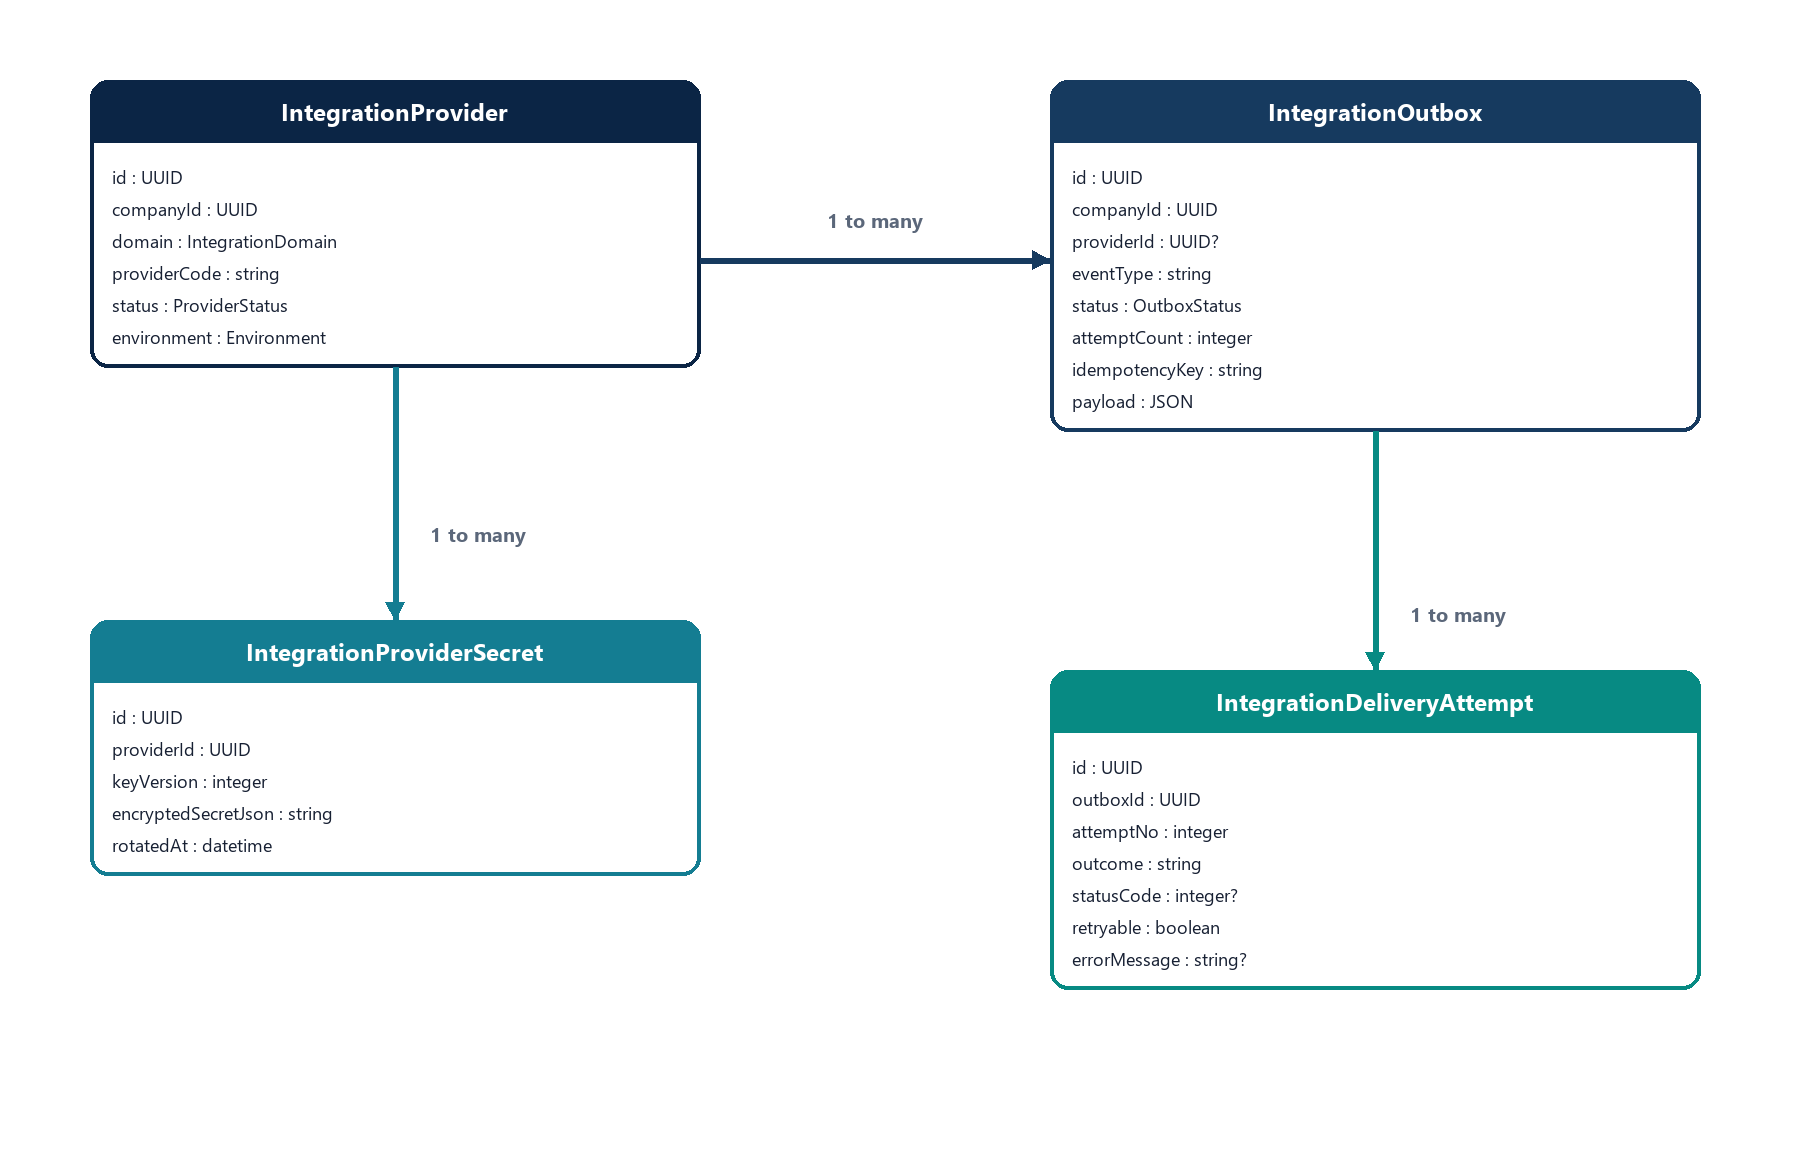 IntegrationProvider
id : UUID
companyId : UUID
domain : IntegrationDomain
providerCode : string
status : ProviderStatus
environment : Environment
1 to many
IntegrationOutbox
id : UUID
companyId : UUID
providerId : UUID?
eventType : string
status : OutboxStatus
attemptCount : integer
idempotencyKey : string
payload : JSON
1 to many
IntegrationProviderSecret
id : UUID
providerId : UUID
keyVersion : integer
encryptedSecretJson : string
rotatedAt : datetime
1 to many
IntegrationDeliveryAttempt
id : UUID
outboxId : UUID
attemptNo : integer
outcome : string
statusCode : integer?
retryable : boolean
errorMessage : string?